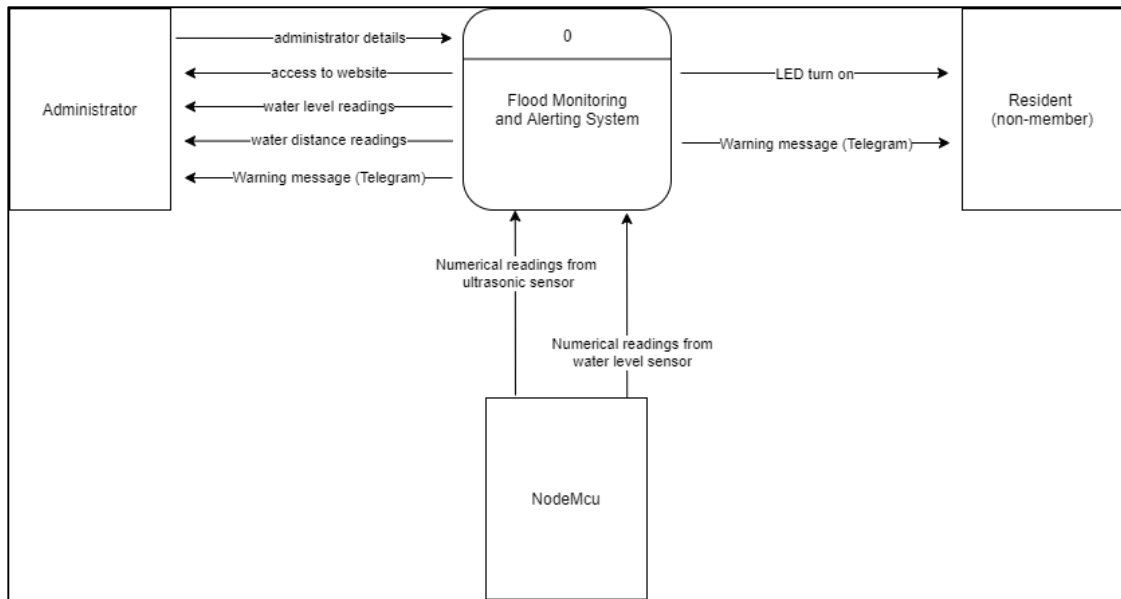 Administrator
administrator details
access to website
water level readings
water distance readings
Warning message (Telegram)
0
Flood Monitoring
and Alerting System
LED turn on
Warning message (Telegram)
Resident
(non-member)
Numerical readings from
ultrasonic sensor
Numerical readings from
water level sensor
NodeMcu